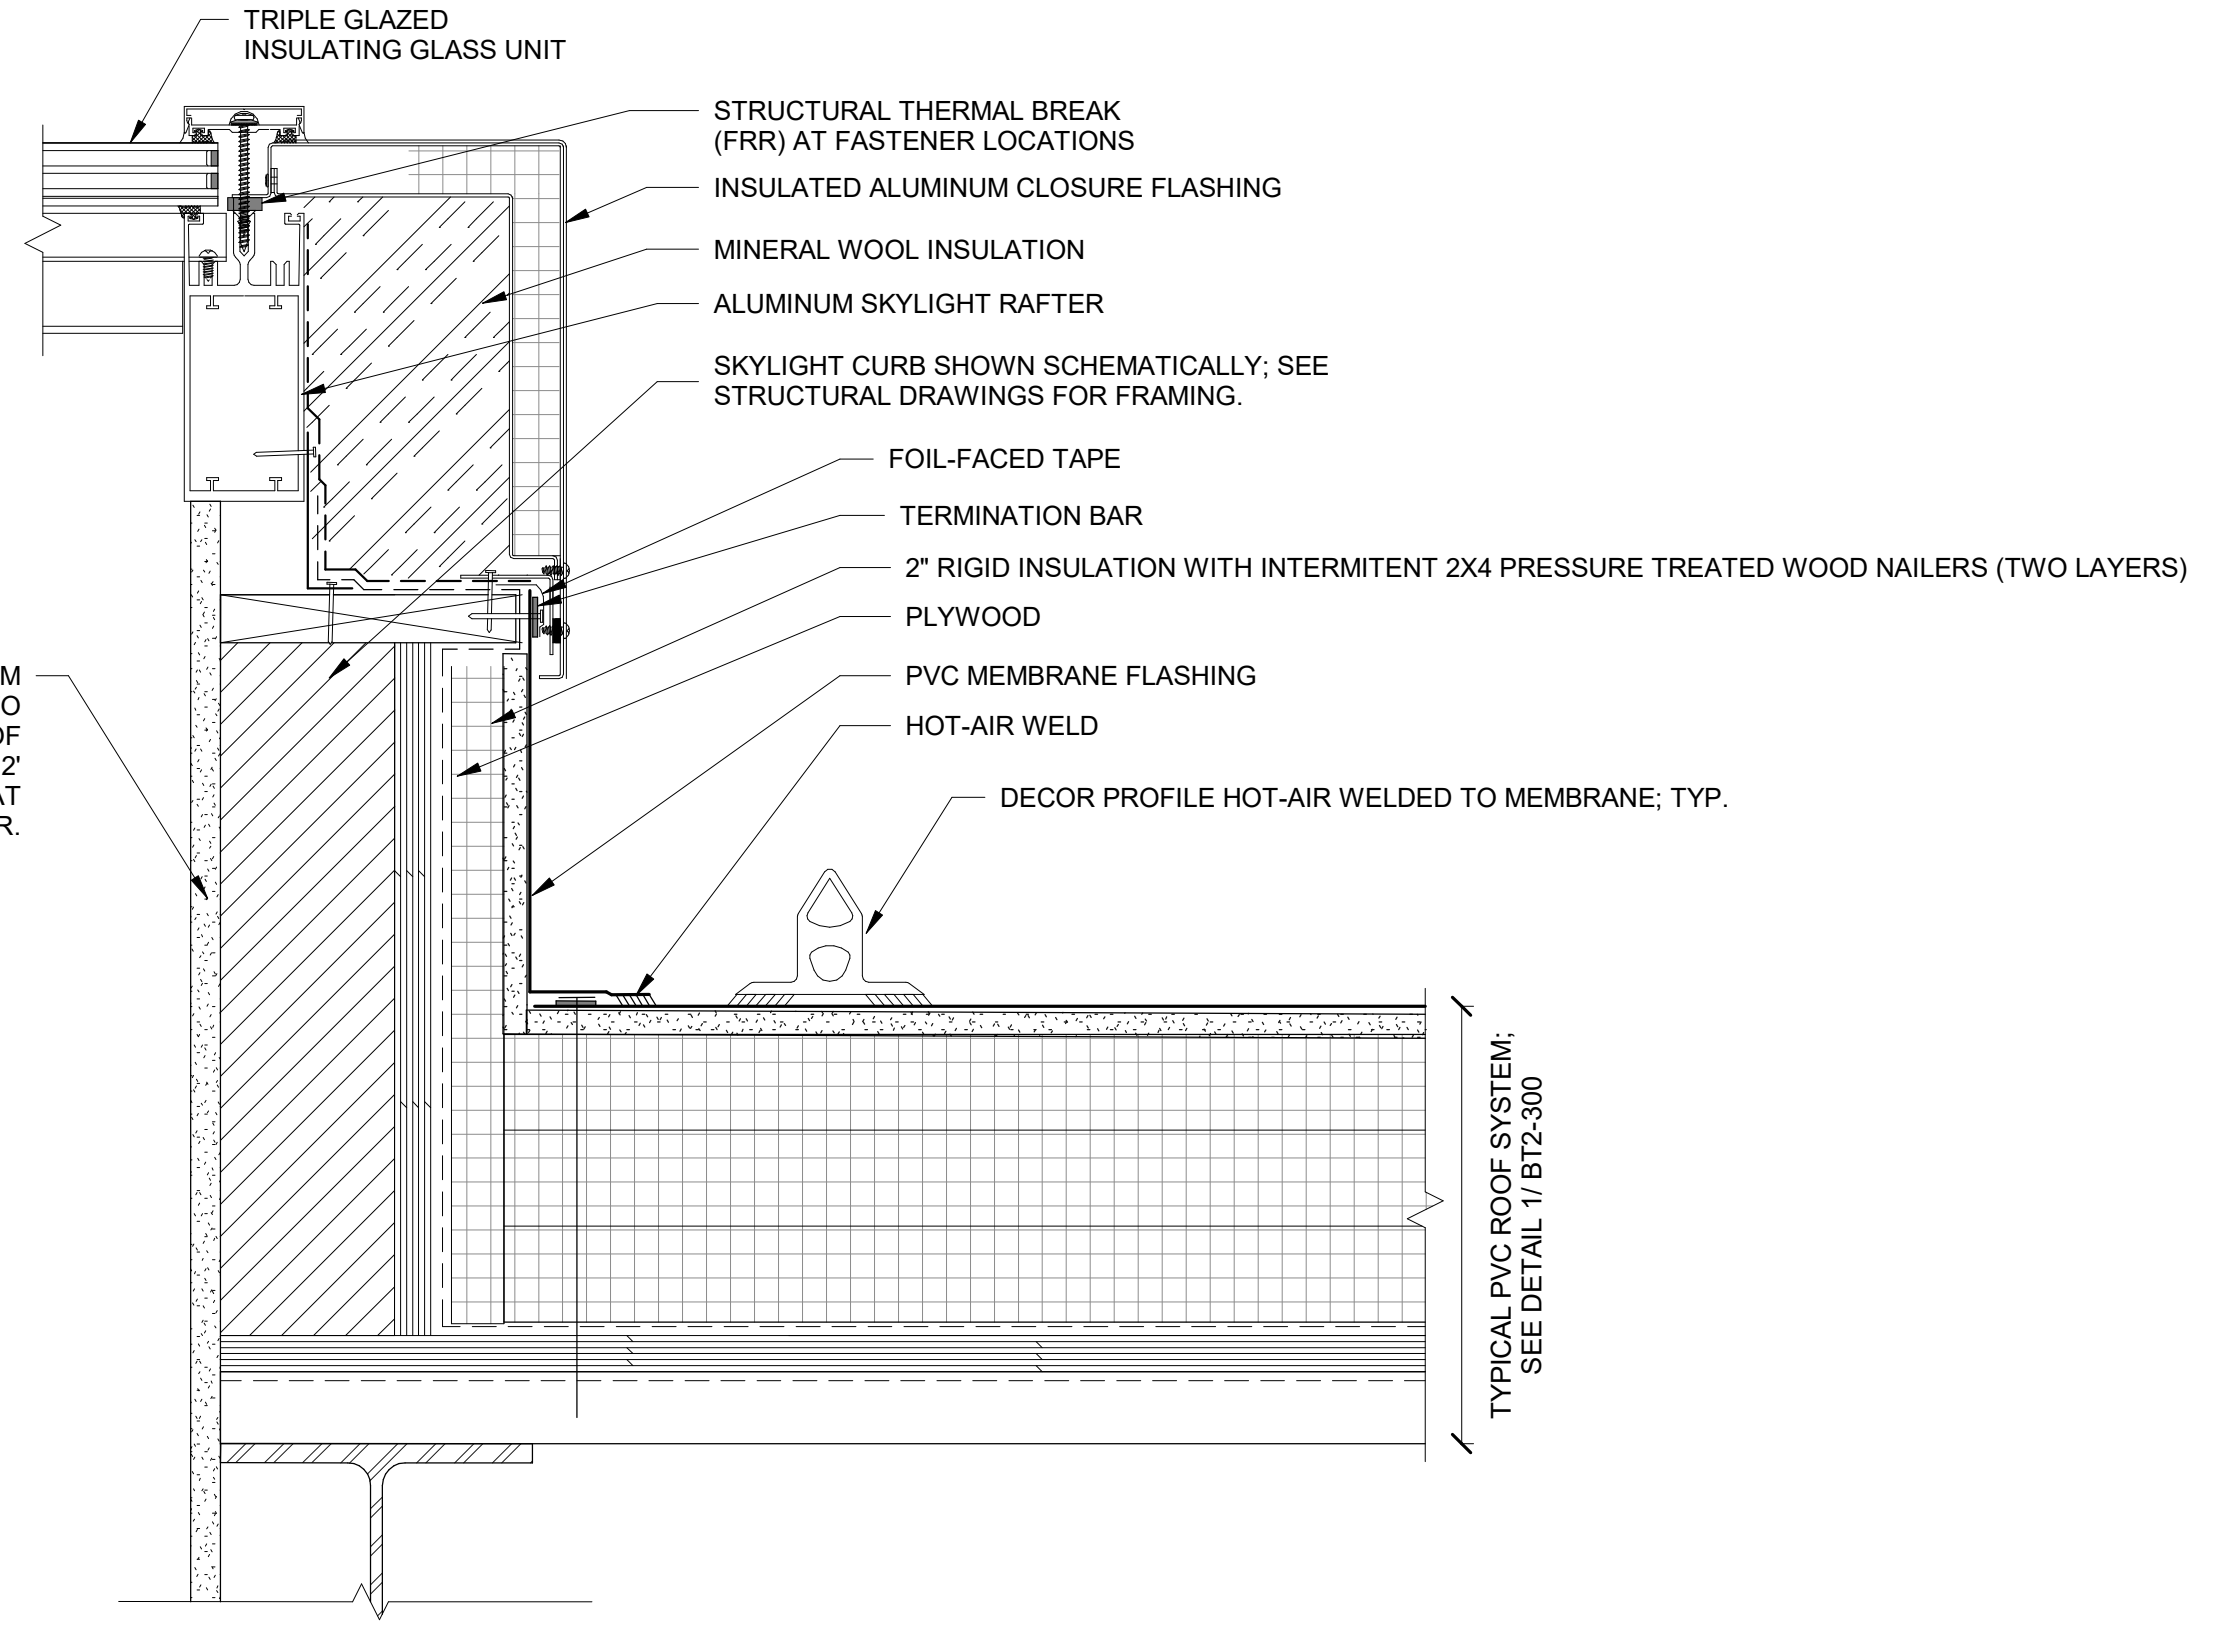 TRIPLE GLAZED
INSULATING GLASS UNIT
STRUCTURAL THERMAL BREAK
(FRR) AT FASTENER LOCATIONS
INSULATED ALUMINUM CLOSURE FLASHING
MINERAL WOOL INSULATION
ALUMINUM SKYLIGHT RAFTER
SKYLIGHT CURB SHOWN SCHEMATICALLY; SEE
STRUCTURAL DRAWINGS FOR FRAMING.
FOIL-FACED TAPE
TERMINATION BAR
2" RIGID INSULATION WITH INTERMITENT 2X4 PRESSURE TREATED WOOD NAILERS (TWO LAYERS)
PLYWOOD
PVC MEMBRANE FLASHING
HOT-AIR WELD
DECOR PROFILE HOT-AIR WELDED TO MEMBRANE; TYP.
M
O
OF
2'
AT
R.
TYPICAL PVC ROOF SYSTEM;
SEE DETAIL 1/ BT2-300